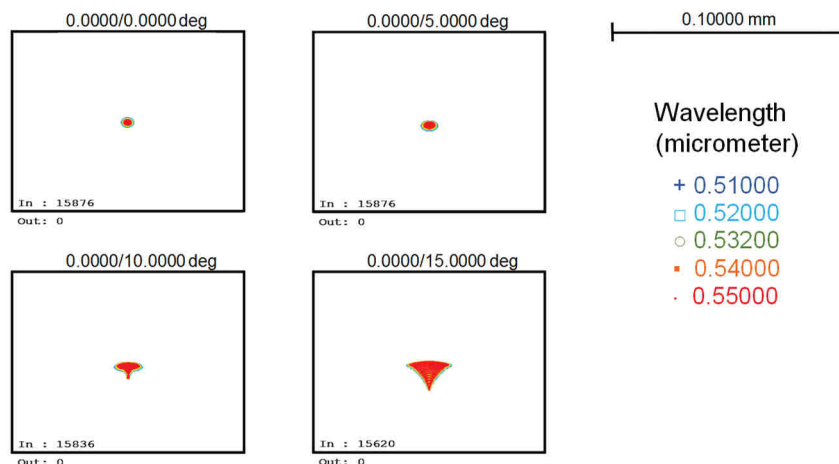 0.0000/0.0000 deg
0.0000/5.0000 deg
0.10000 mm
In : 15876
Out: 0
In : 15876
Out: 0
Wavelength
(micrometer)
+ 0.51000
□ 0.52000
○ 0.53200
▪ 0.54000
· 0.55000
0.0000/10.0000 deg
0.0000/15.0000 deg
In : 15836
Out: 0
In : 15620
Out: 0